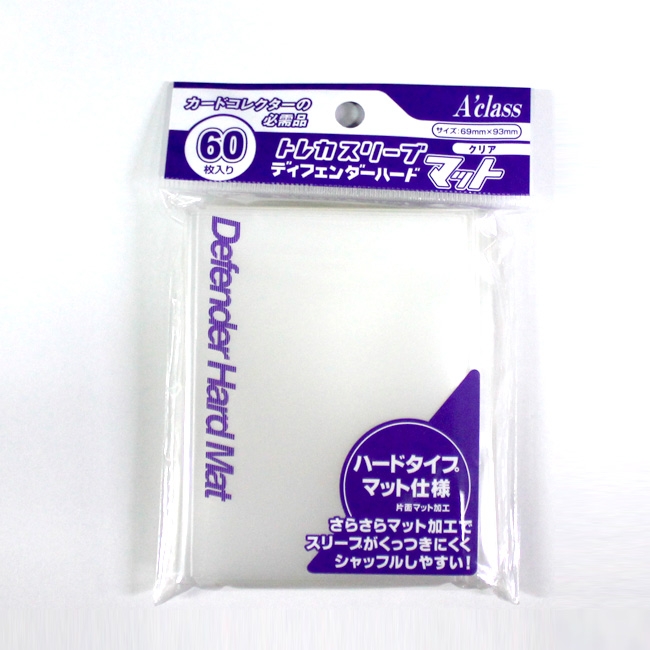 カードコレクターの
必需品
60
枚入り
A'class
サイズ:69mm×93mm
トレカスリーブ
ディフェンダーハード
クリア
マット
Defender Hard Mat
ハードタイプ
マット仕様
片面マット加工
さらさらマット加工で
スリーブがくっつきにくく
シャッフルしやすい!